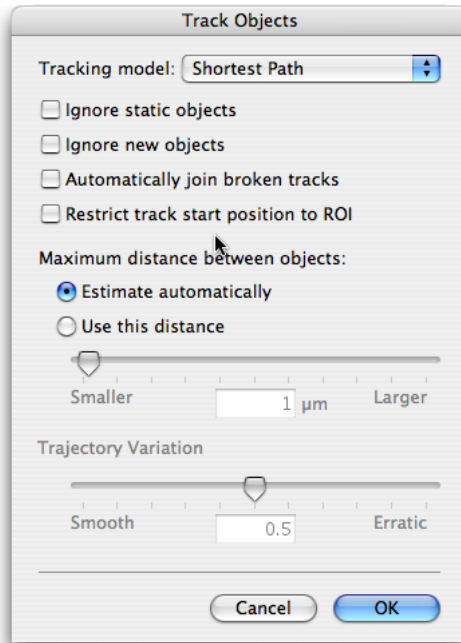 Track Objects
Tracking model: Shortest Path
Ignore static objects
Ignore new objects
Automatically join broken tracks
Restrict track start position to ROI
Maximum distance between objects:
Estimate automatically
Use this distance
Smaller 1 µm Larger
Trajectory Variation
Smooth 0.5 Erratic
Cancel OK